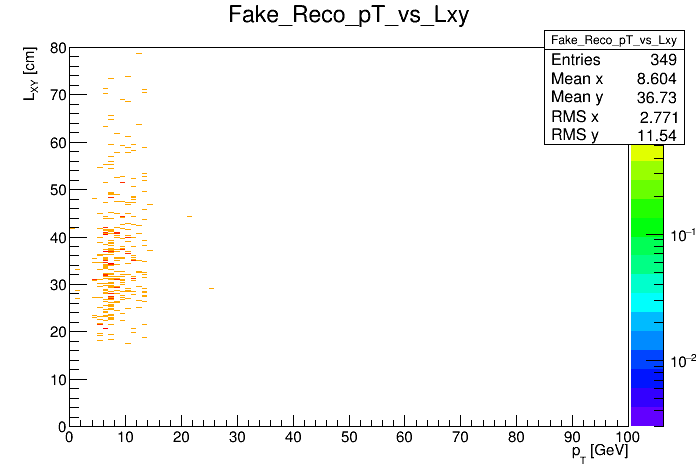 Fake_Reco_pT_vs_Lxy
Fake_Reco_pT_vs_Lxy
Entries 349
Mean x 8.604
Mean y 36.73
RMS x 2.771
RMS y 11.54
L_XY [cm]
80
70
60
50
40
30
20
10
0
0 10 20 30 40 50 60 70 80 90 100
p_T [GeV]
10⁻¹
10⁻²